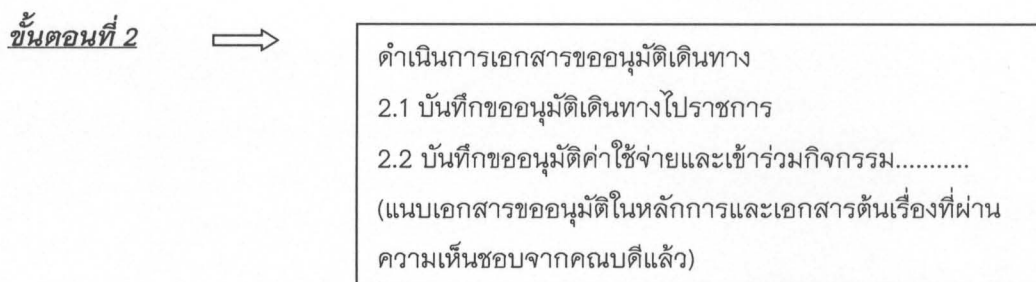 ขั้นตอนที่ 2
ดำเนินการเอกสารขออนุมัติเดินทาง
2.1 บันทึกขออนุมัติเดินทางไปราชการ
2.2 บันทึกขออนุมัติค่าใช้จ่ายและเข้าร่วมกิจกรรม...........
(แนบเอกสารขออนุมัติในหลักการและเอกสารต้นเรื่องที่ผ่าน
ความเห็นชอบจากคณบดีแล้ว)